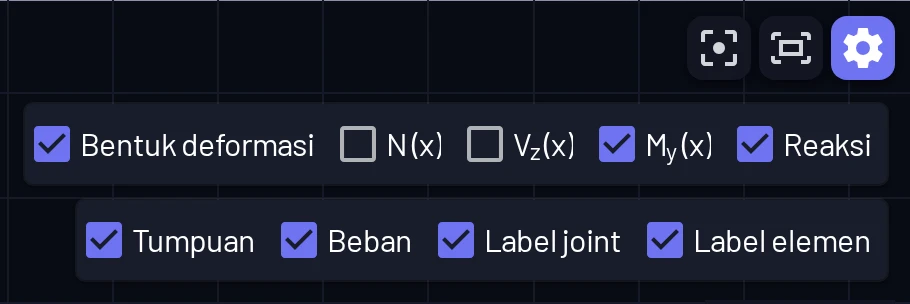 Bentuk deformasi N(x) Vz(x) My(x) Reaksi
Tumpuan Beban Label joint Label elemen